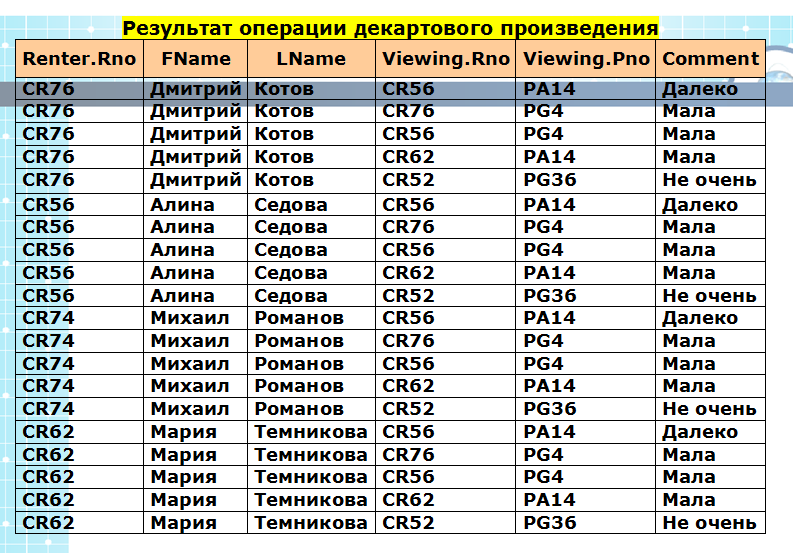 Результат операции декартового произведения
Renter.Rno FName LName Viewing.Rno Viewing.Pno Comment
CR76 Дмитрий Котов CR56 PA14 Далеко
CR76 Дмитрий Котов CR76 PG4 Мала
CR76 Дмитрий Котов CR56 PG4 Мала
CR76 Дмитрий Котов CR62 PA14 Мала
CR76 Дмитрий Котов CR52 PG36 Не очень
CR56 Алина Седова CR56 PA14 Далеко
CR56 Алина Седова CR76 PG4 Мала
CR56 Алина Седова CR56 PG4 Мала
CR56 Алина Седова CR62 PA14 Мала
CR56 Алина Седова CR52 PG36 Не очень
CR74 Михаил Романов CR56 PA14 Далеко
CR74 Михаил Романов CR76 PG4 Мала
CR74 Михаил Романов CR56 PG4 Мала
CR74 Михаил Романов CR62 PA14 Мала
CR74 Михаил Романов CR52 PG36 Не очень
CR62 Мария Темникова CR56 PA14 Далеко
CR62 Мария Темникова CR76 PG4 Мала
CR62 Мария Темникова CR56 PG4 Мала
CR62 Мария Темникова CR62 PA14 Мала
CR62 Мария Темникова CR52 PG36 Не очень